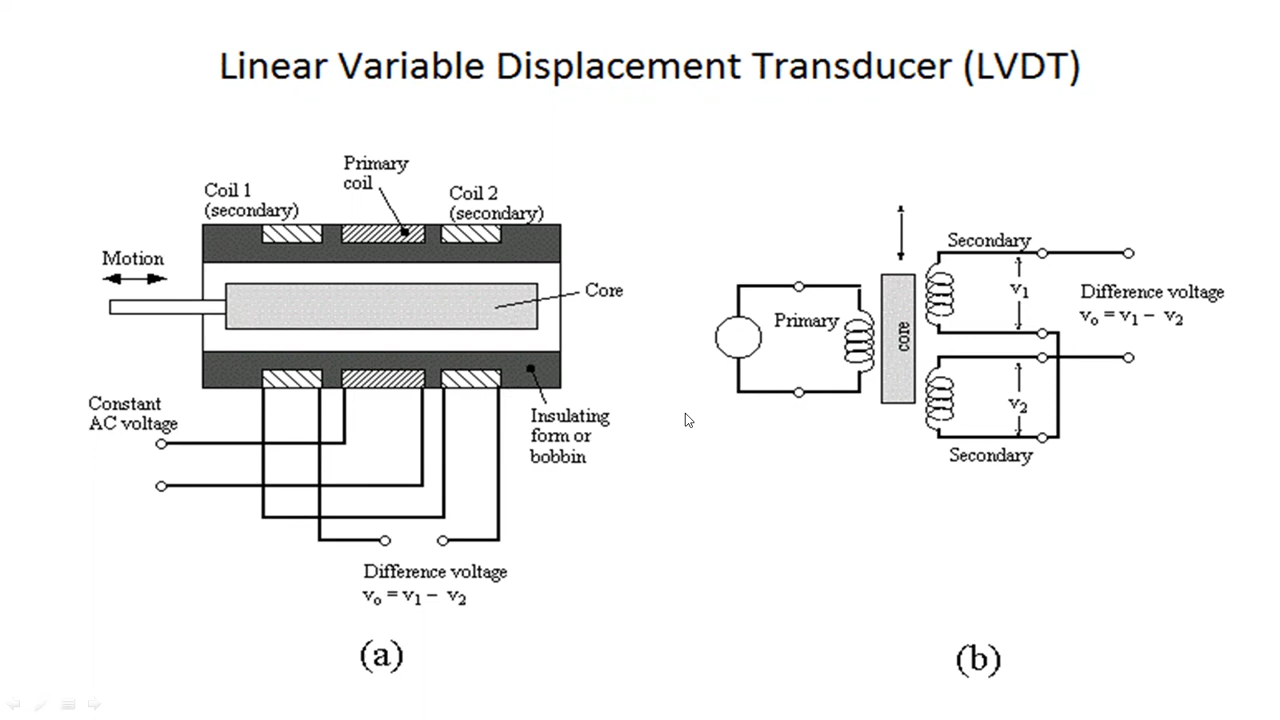 Linear Variable Displacement Transducer (LVDT)
Primary
coil
Coil 1
(secondary)
Coil 2
(secondary)
Motion
Core
Constant
AC voltage
Insulating
form or
bobbin
Difference voltage
vo = v1 − v2
(a)
Secondary
Primary
core
v1
Difference voltage
vo = v1 − v2
v2
Secondary
(b)